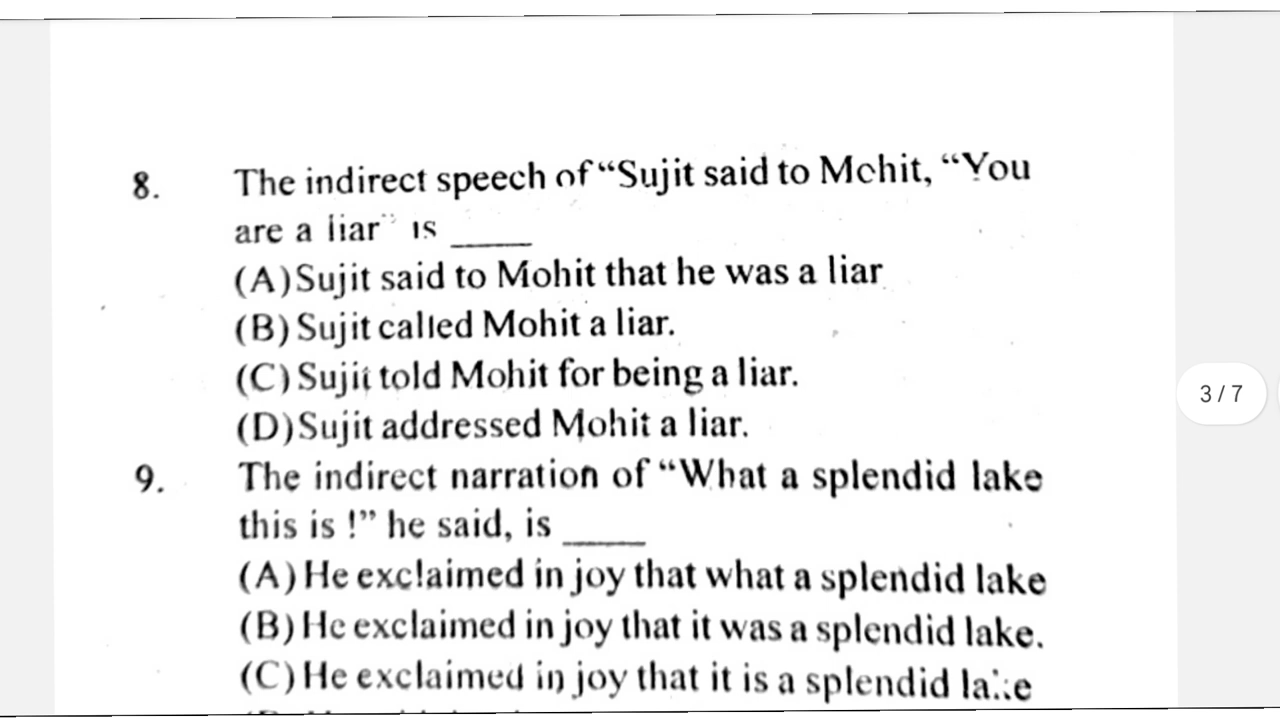 8. The indirect speech of “Sujit said to Mohit, “You
are a liar” is ____
(A) Sujit said to Mohit that he was a liar
(B) Sujit called Mohit a liar.
(C) Sujit told Mohit for being a liar.
(D) Sujit addressed Mohit a liar.
9. The indirect narration of “What a splendid lake
this is !” he said, is ____
(A) He exclaimed in joy that what a splendid lake
(B) He exclaimed in joy that it was a splendid lake.
(C) He exclaimed in joy that it is a splendid lake
3 / 7